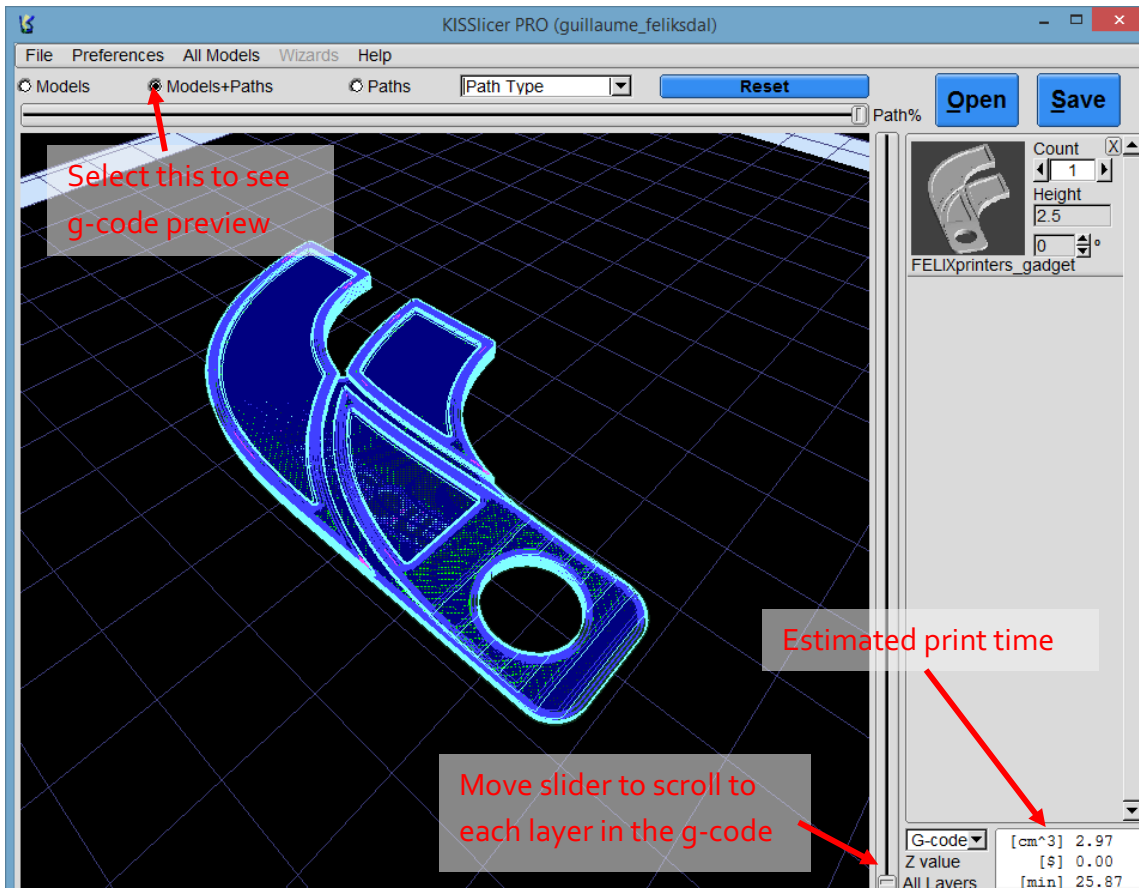 KISSlicer PRO (guillaume_feliksdal)
File Preferences All Models Wizards Help
Models Models+Paths Paths Path Type Reset
Open Save
Path%
Select this to see
g-code preview
Count X
1
Height
2.5
0 °
FELIXprinters_gadget
Estimated print time
Move slider to scroll to
each layer in the g-code
G-code [cm^3] 2.97
Z value [$] 0.00
All Layers [min] 25.87